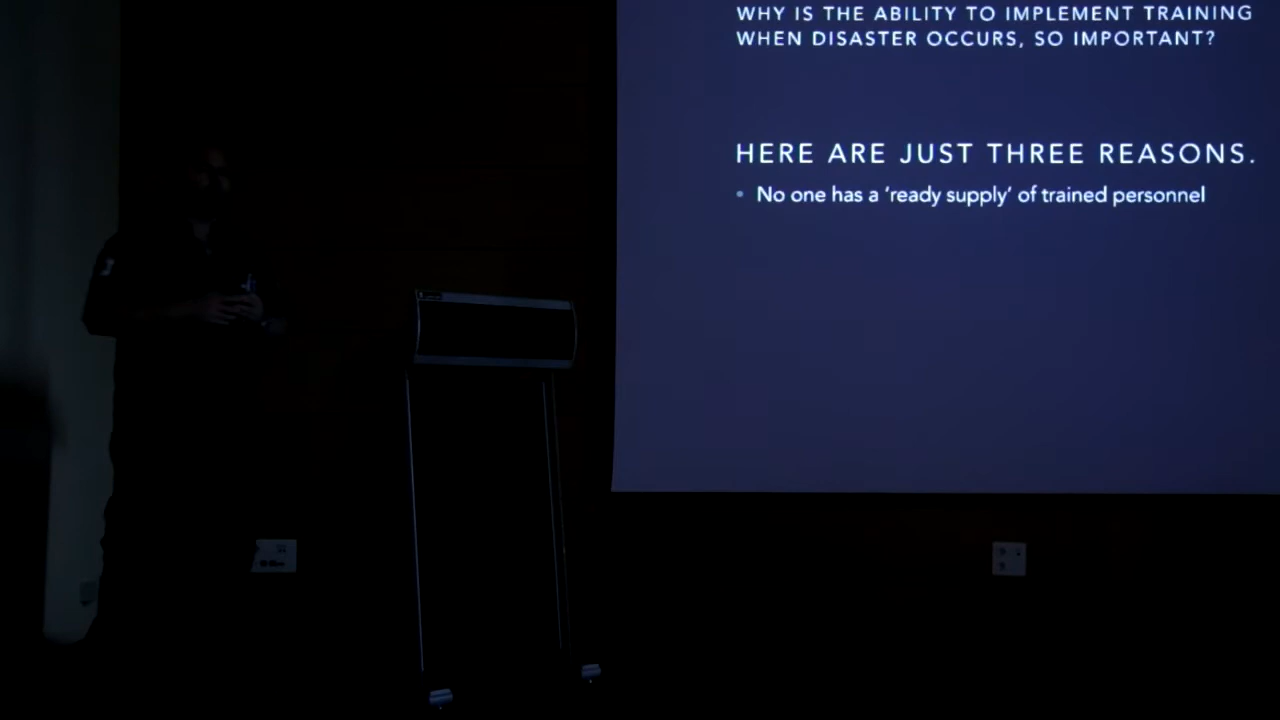 WHY IS THE ABILITY TO IMPLEMENT TRAINING
WHEN DISASTER OCCURS, SO IMPORTANT?
HERE ARE JUST THREE REASONS.
• No one has a 'ready supply' of trained personnel